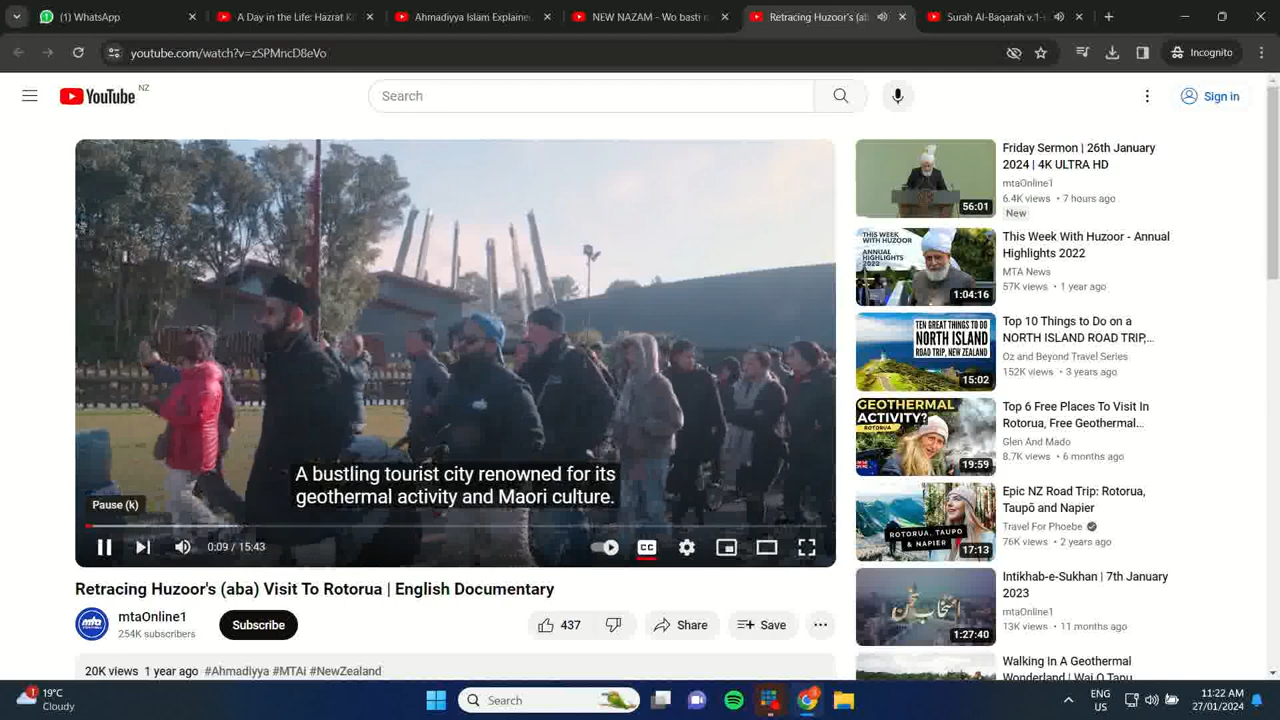 WhatsApp
A Day in the Life: Hazrat K
Ahmadiyya Islam Explaine
NEW NAZAM - Wo basti
Retracing Huzoor's (ab
Surah Al-Baqarah v.1-
youtube.com/watch?v=zSPMncD8eVo
Incognito
YouTube NZ
Search
Sign in
A bustling tourist city renowned for its
geothermal activity and Maori culture.
Pause (k)
0:09 / 15:43
CC
Retracing Huzoor's (aba) Visit To Rotorua | English Documentary
mtaOnline1
254K subscribers
Subscribe
437
Share
Save
20K views 1 year ago #Ahmadiyya #MTAi #NewZealand
56:01
Friday Sermon | 26th January
2024 | 4K ULTRA HD
mtaOnline1
6.4K views • 7 hours ago
New
THIS WEEK
WITH HUZOOR
ANNUAL
HIGHLIGHTS
2022
1:04:16
This Week With Huzoor - Annual
Highlights 2022
MTA News
57K views • 1 year ago
TEN GREAT THINGS TO DO
NORTH ISLAND
ROAD TRIP, NEW ZEALAND
15:02
Top 10 Things to Do on a
NORTH ISLAND ROAD TRIP,...
Oz and Beyond Travel Series
152K views • 3 years ago
GEOTHERMAL
ACTIVITY?
ROTORUA
19:59
Top 6 Free Places To Visit In
Rotorua, Free Geothermal...
Glen And Mado
8.7K views • 6 months ago
ROTORUA, TAUPO
& NAPIER
17:13
Epic NZ Road Trip: Rotorua,
Taupō and Napier
Travel For Phoebe
76K views • 2 years ago
انتخابِ سخن
1:27:40
Intikhab-e-Sukhan | 7th January
2023
mtaOnline1
13K views • 11 months ago
Walking In A Geothermal
Wonderland | Wai O Tapu
1
19°C
Cloudy
Search
ENG
US
11:22 AM
27/01/2024